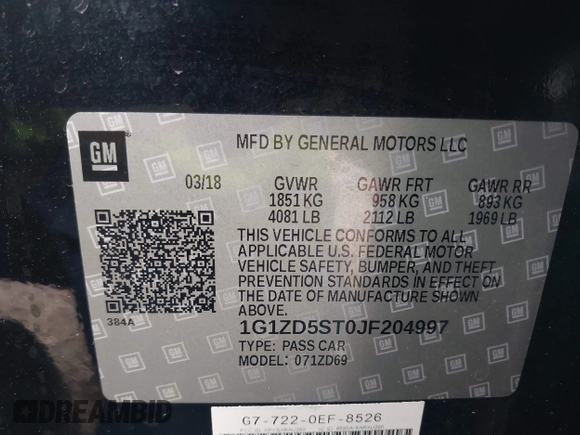 GM
MFD BY GENERAL MOTORS LLC
03/18
GVWR
GAWR FRT
GAWR RR
1851 KG
958 KG
893 KG
4081 LB
2112 LB
1969 LB
THIS VEHICLE CONFORMS TO ALL
APPLICABLE U.S. FEDERAL MOTOR
VEHICLE SAFETY, BUMPER, AND THEFT
PREVENTION STANDARDS IN EFFECT ON
THE DATE OF MANUFACTURE SHOWN
ABOVE.
384A
1G1ZD5ST0JF204997
TYPE: PASS CAR
MODEL: 071ZD69
G7-722-0EF-8526
DREAMBID